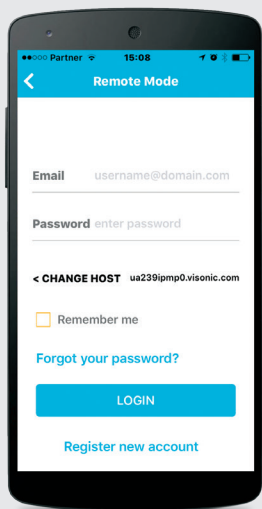 Partner 15:08
Remote Mode
Email username@domain.com
Password enter password
< CHANGE HOST ua239ipmp0.visonic.com
Remember me
Forgot your password?
LOGIN
Register new account